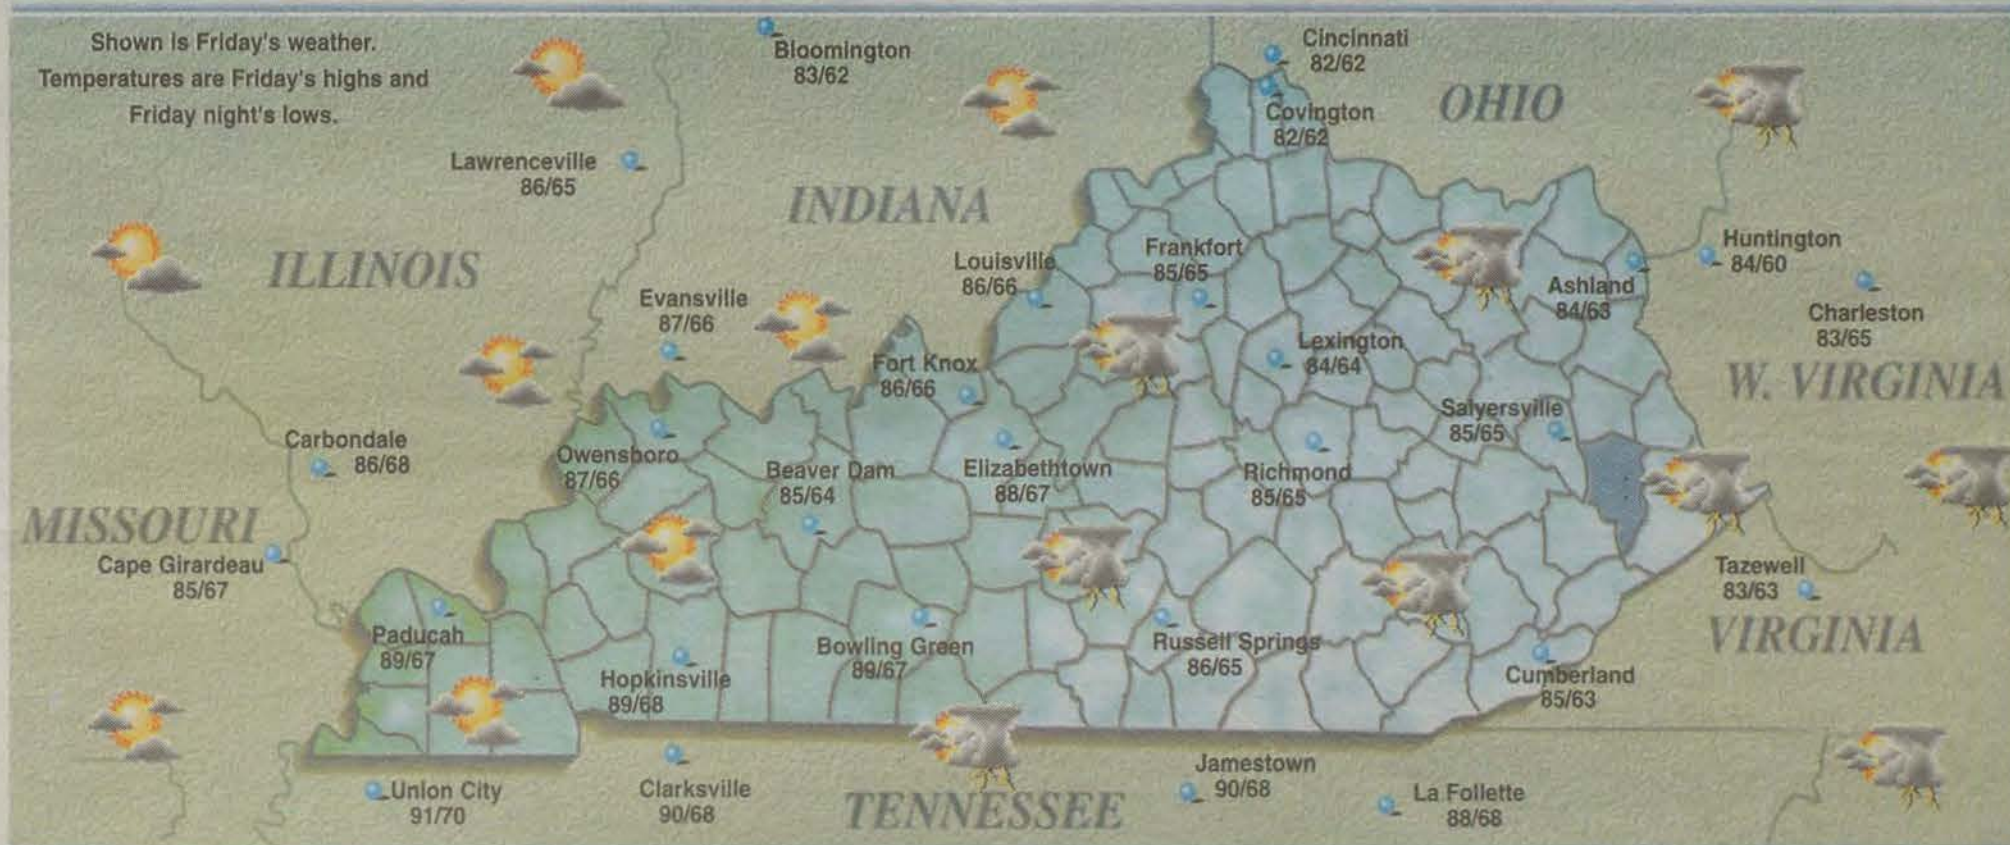 Shown is Friday's weather.
Temperatures are Friday's highs and
Friday night's lows.
Bloomington
83/62
Cincinnati
82/62
Covington
82/62
OHIO
Lawrenceville
86/65
INDIANA
ILLINOIS
Louisville
86/66
Frankfort
85/65
Huntington
84/60
Ashland
84/63
Charleston
83/65
Evansville
87/66
Lexington
84/64
Fort Knox
86/66
W. VIRGINIA
Carbondale
86/68
Owensboro
87/66
Beaver Dam
85/64
Elizabethtown
88/67
Richmond
85/65
Salyersville
85/65
MISSOURI
Cape Girardeau
85/67
Tazewell
83/63
VIRGINIA
Paducah
89/67
Hopkinsville
89/68
Bowling Green
89/67
Russell Springs
86/65
Cumberland
85/63
Union City
91/70
Clarksville
90/68
TENNESSEE
Jamestown
90/68
La Follette
88/68